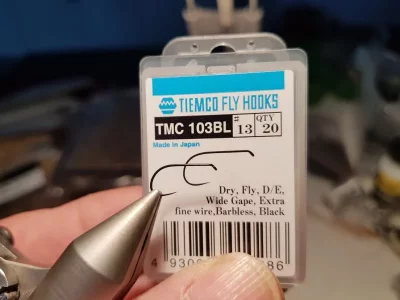 TIEMCO FLY HOOKS
TMC 103BL # 13 QTY 20
Made in Japan
Dry, Fly, D/E,
Wide Gape, Extra
fine wire,Barbless, Black